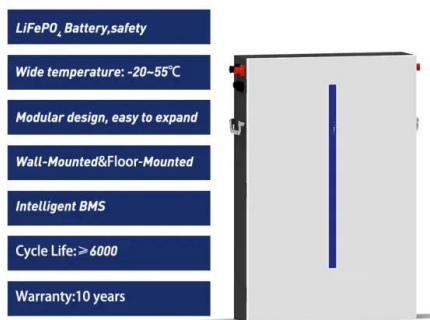 LiFePO₄ Battery,safety
Wide temperature: -20~55℃
Modular design, easy to expand
Wall-Mounted&Floor-Mounted
Intelligent BMS
Cycle Life:≥6000
Warranty:10 years